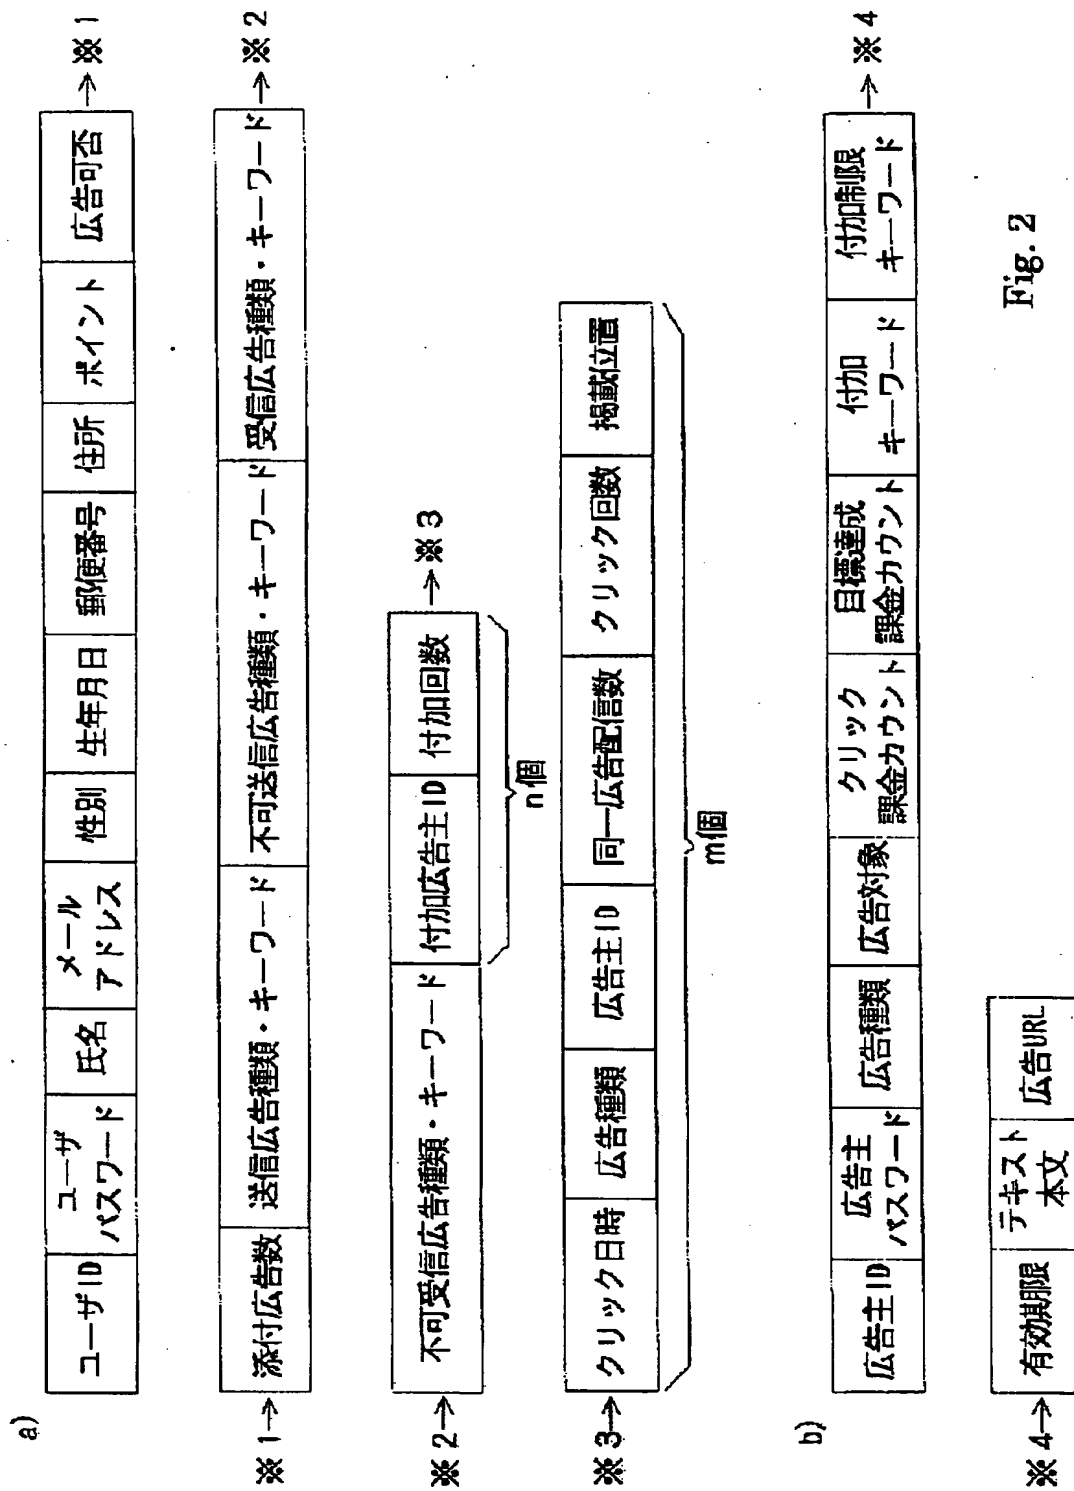 a)
ユーザID
ユーザ
パスワード
氏名
メール
アドレス
性別
生年月日
郵便番号
住所
ポイント
広告可否
→※1
※1→
添付広告数
送信広告種類・キーワード
不可送信広告種類・キーワード
受信広告種類・キーワード
→※2
※2→
不可受信広告種類・キーワード
付加広告主ID
付加回数
→※3
n個
※3→
クリック日時
広告種類
広告主ID
同一広告配信数
クリック回数
掲載位置
m個
b)
広告主ID
広告主
パスワード
広告種類
広告対象
クリック
課金カウント
目標達成
課金カウント
付加
キーワード
付加制限
キーワード
→※4
※4→
有効期限
テキスト
本文
広告URL
Fig. 2